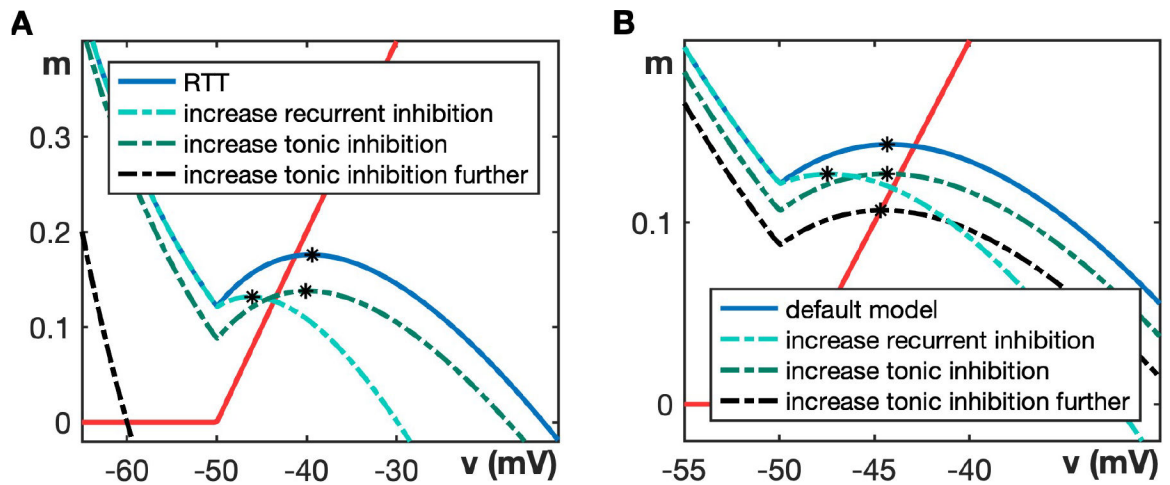 A
m
RTT
increase recurrent inhibition
increase tonic inhibition
increase tonic inhibition further
0.3
0.2
0.1
0
-60 -50 -40 -30
v (mV)
B
m
0.1
0
default model
increase recurrent inhibition
increase tonic inhibition
increase tonic inhibition further
-55 -50 -45 -40
v (mV)